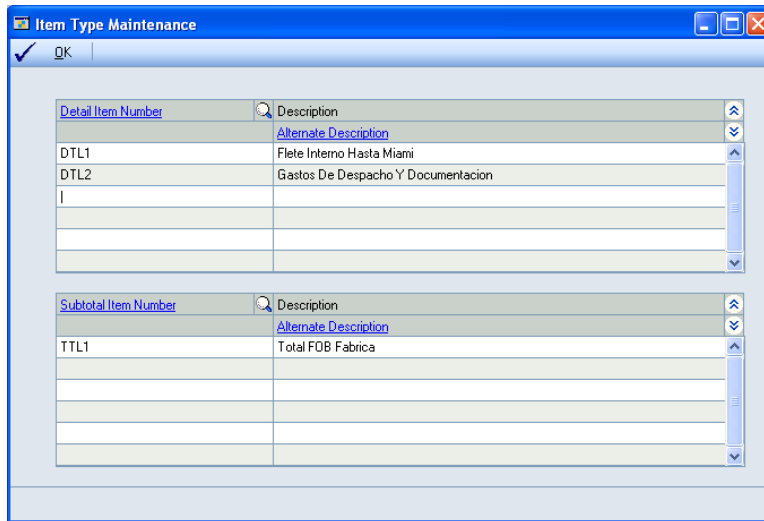 Item Type Maintenance
OK
Detail Item Number Description
Alternate Description
DTL1 Flete Interno Hasta Miami
DTL2 Gastos De Despacho Y Documentacion
Subtotal Item Number Description
Alternate Description
TTL1 Total FOB Fabrica